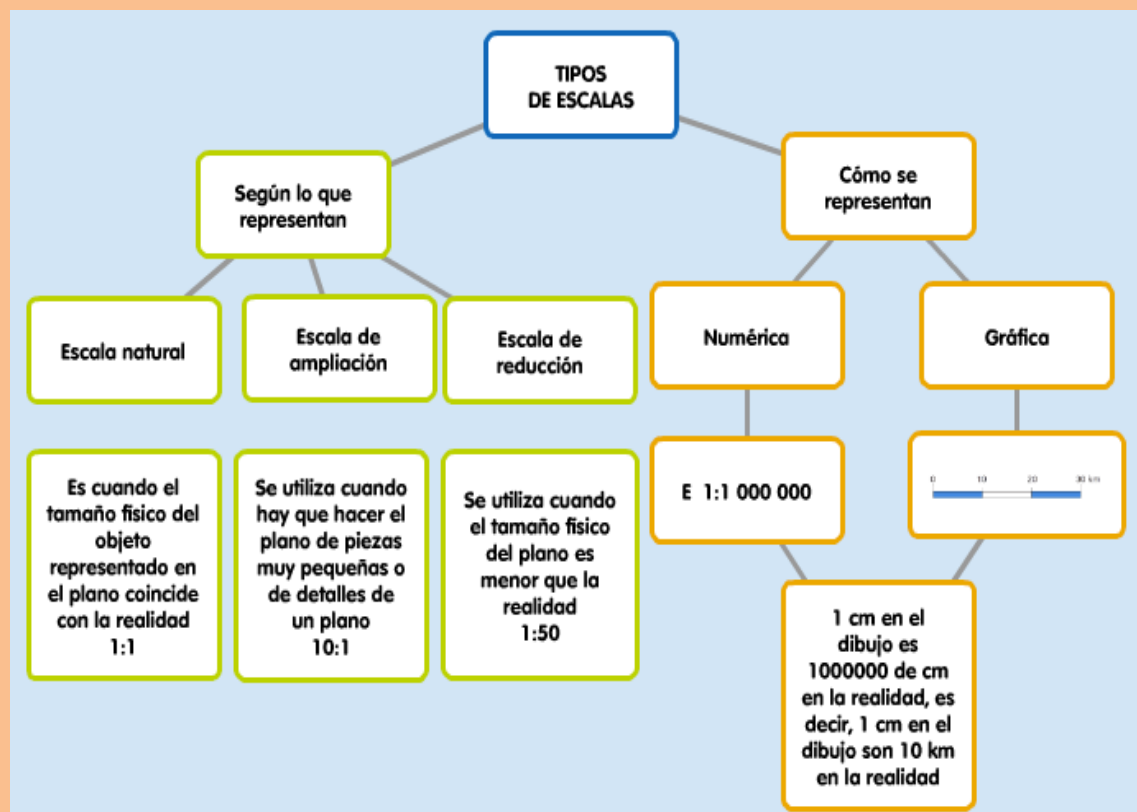 TIPOS
DE ESCALAS
Según lo que
representan
Cómo se
representan
Escala natural
Escala de
ampliación
Escala de
reducción
Numérica
Gráfica
Es cuando el
tamaño físico del
objeto
representado en
el plano coincide
con la realidad
1:1
Se utiliza cuando
hay que hacer el
plano de piezas
muy pequeñas o
de detalles de
un plano
10:1
Se utiliza cuando
el tamaño físico
del plano es
menor que la
realidad
1:50
E 1:1 000 000
0 10 20 30 km
1 cm en el
dibujo es
1000000 de cm
en la realidad, es
decir, 1 cm en el
dibujo son 10 km
en la realidad